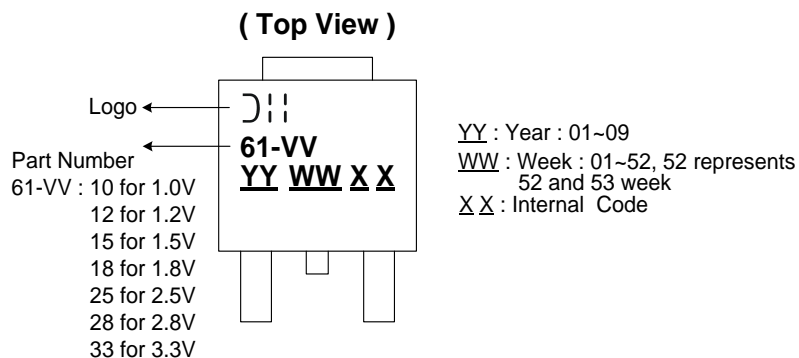 ( Top View )
Logo
61-VV
YY WW X X
Part Number
61-VV : 10 for 1.0V
12 for 1.2V
15 for 1.5V
18 for 1.8V
25 for 2.5V
28 for 2.8V
33 for 3.3V
YY : Year : 01~09
WW : Week : 01~52, 52 represents
52 and 53 week
X X : Internal Code